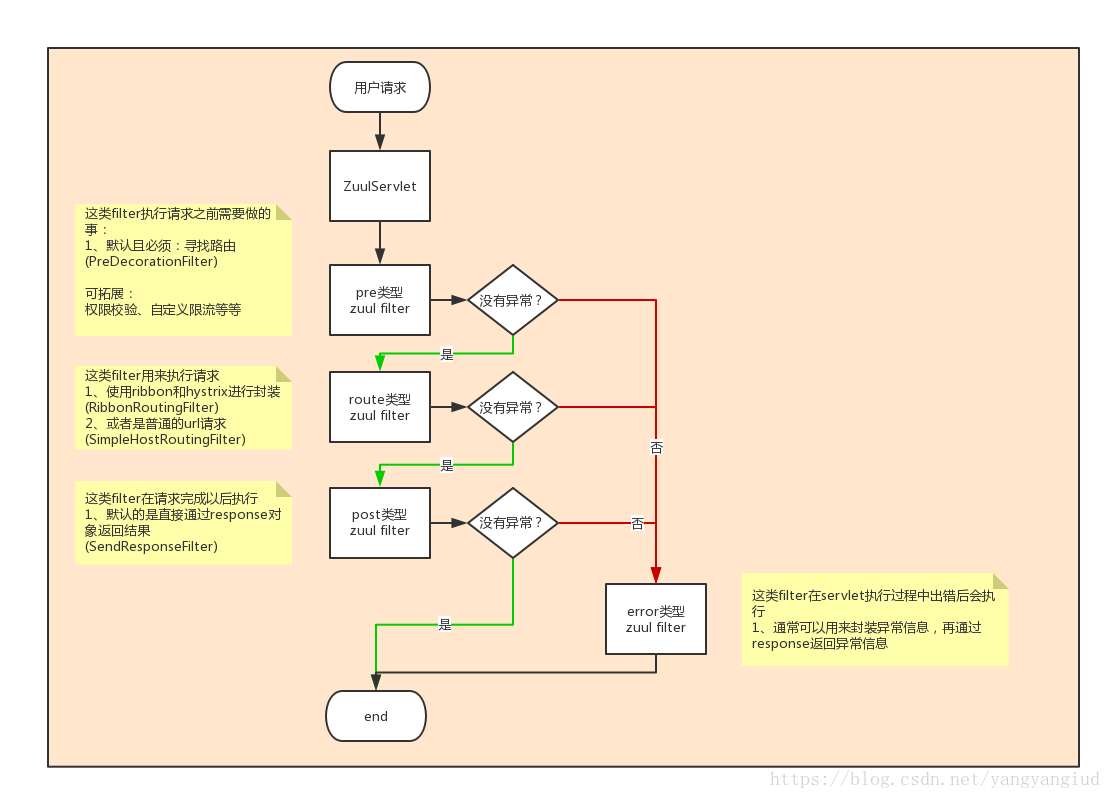 用户请求
ZuulServlet
这类filter执行请求之前需要做的
事：
1、默认且必须：寻找路由
(PreDecorationFilter)
可拓展：
权限校验、自定义限流等等
pre类型
zuul filter
没有异常？
是
这类filter用来执行请求
1、使用ribbon和hystrix进行封装
(RibbonRoutingFilter)
2、或者是普通的url请求
(SimpleHostRoutingFilter)
route类型
zuul filter
没有异常？
否
是
这类filter在请求完成以后执行
1、默认的是直接通过response对
象返回结果
(SendResponseFilter)
post类型
zuul filter
没有异常？
否
是
error类型
zuul filter
这类filter在servlet执行过程中出错后会执
行
1、通常可以用来封装异常信息，再通过
response返回异常信息
end
https://blog.csdn.net/yangyangiud